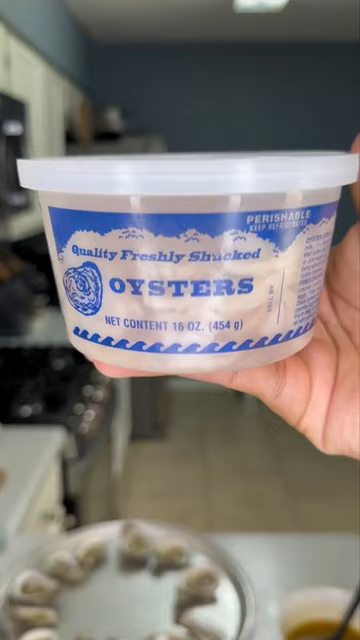 PERISHABLE
KEEP REFRIGERATED
Quality Freshly Shucked
OYSTERS
NET CONTENT 16 OZ. (454 g)